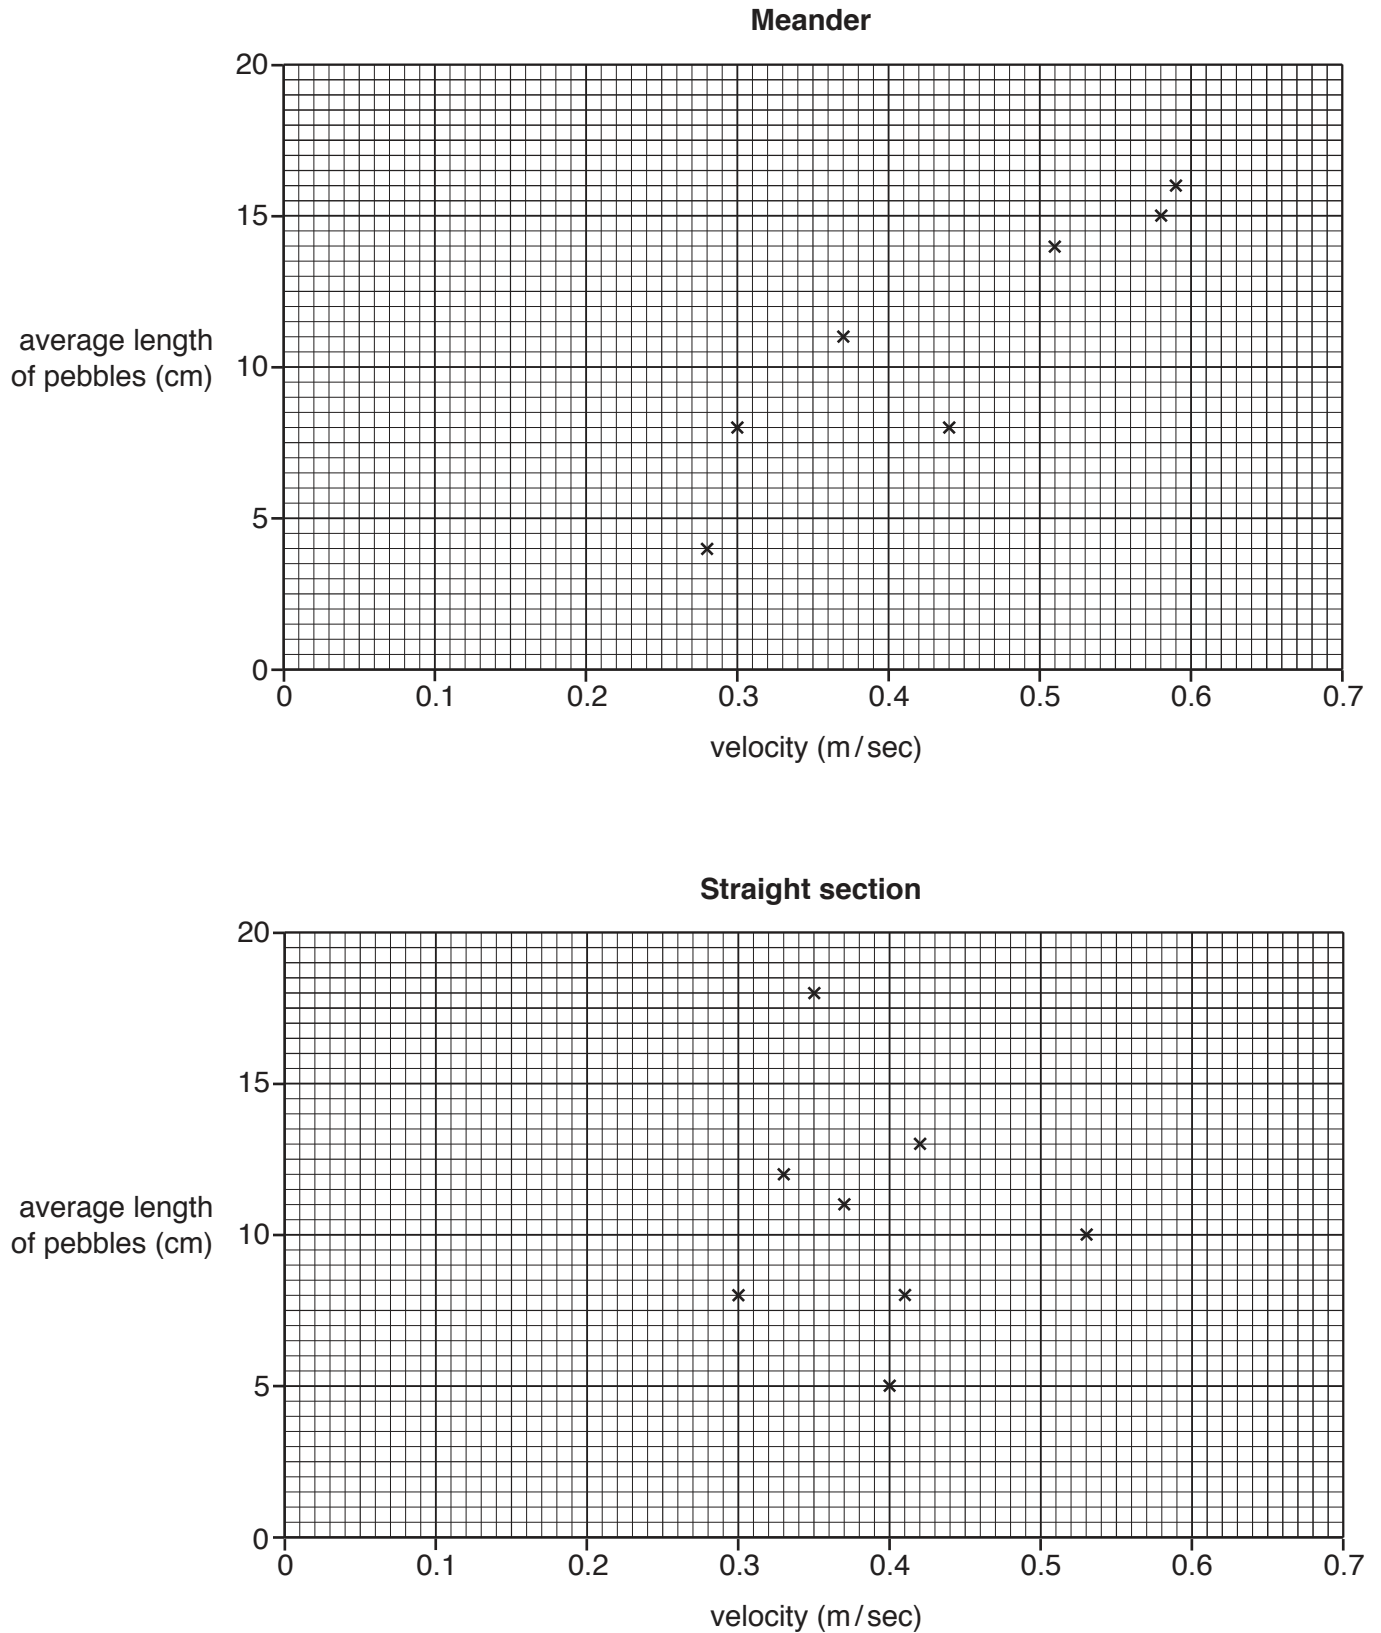 Meander
20
15
average length
of pebbles (cm)
10
5
0
0 0.1 0.2 0.3 0.4 0.5 0.6 0.7
velocity (m / sec)
Straight section
20
15
average length
of pebbles (cm)
10
5
0
0 0.1 0.2 0.3 0.4 0.5 0.6 0.7
velocity (m / sec)